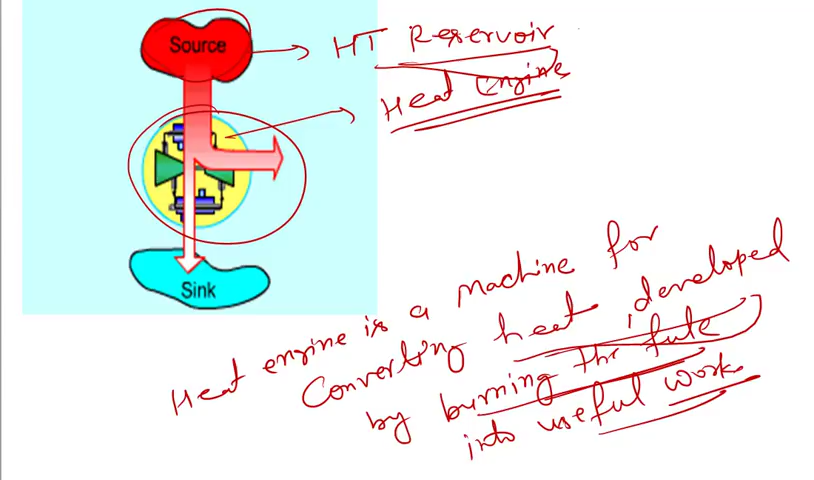 Source
HT Reservoir
Heat Engine
Sink
Heat engine is a machine for
Converting heat, developed
by burning the fule
into useful work